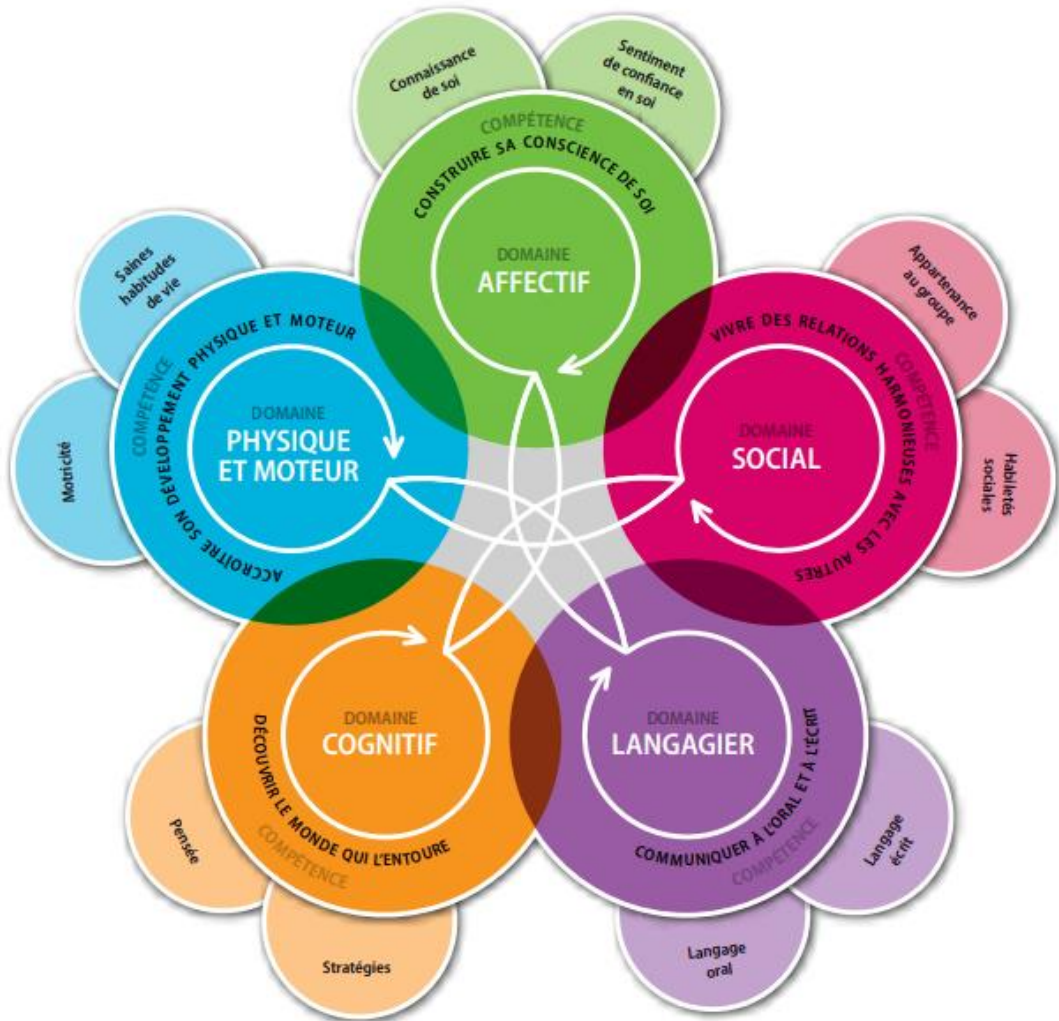 Connaissance
de soi
Sentiment
de confiance
en soi
COMPÉTENCE
CONSTRUIRE SA CONSCIENCE DE SOI
DOMAINE
AFFECTIF
Saines
habitudes
de vie
Motricité
COMPÉTENCE
ACCROÎTRE SON DÉVELOPPEMENT PHYSIQUE ET MOTEUR
DOMAINE
PHYSIQUE
ET MOTEUR
Appartenance
au groupe
Habiletés
sociales
COMPÉTENCE
VIVRE DES RELATIONS HARMONIEUSES AVEC LES AUTRES
DOMAINE
SOCIAL
DOMAINE
COGNITIF
DÉCOUVRIR LE MONDE QUI L'ENTOURE
COMPÉTENCE
Pensée
Stratégies
DOMAINE
LANGAGIER
COMMUNIQUER À L'ORAL ET À L'ÉCRIT
COMPÉTENCE
Langage
écrit
Langage
oral